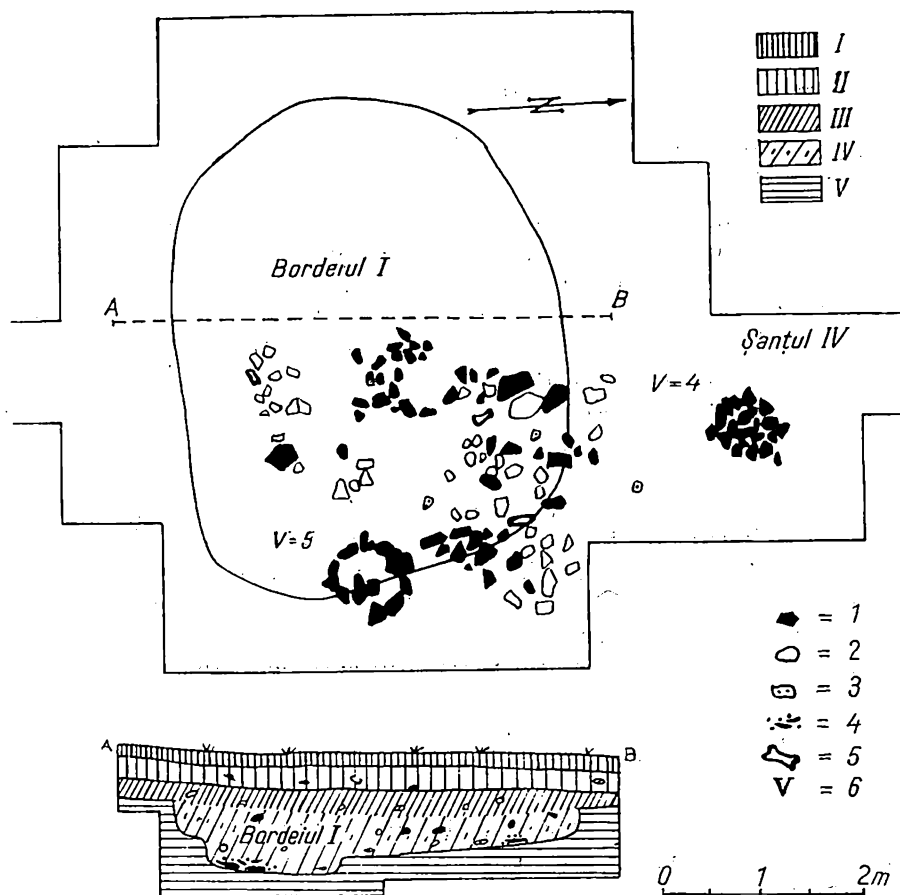 I
II
III
IV
V
N
Bordeiul I
A
B
Șanțul IV
V=4
V=5
= 1
= 2
= 3
= 4
= 5
V = 6
A
B
Bordeiul I
0 1 2m